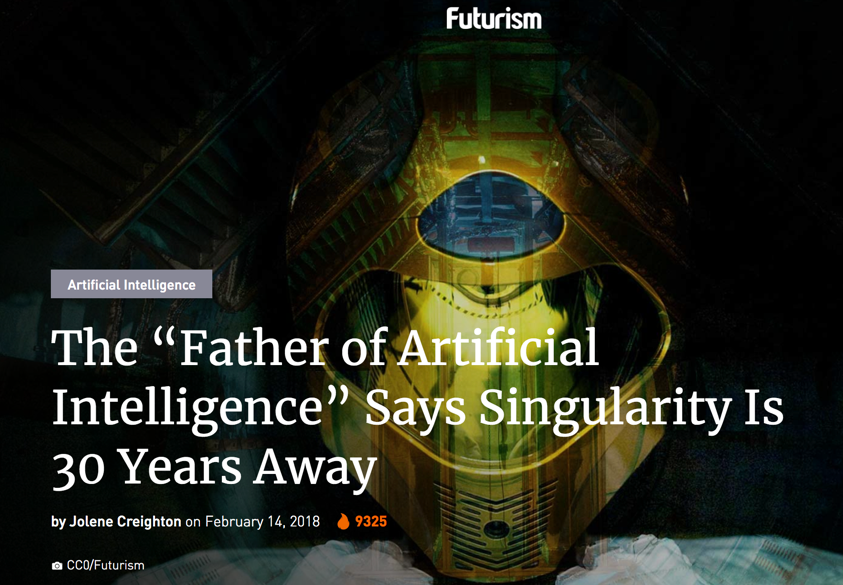 Futurism
Artificial Intelligence
The “Father of Artificial
Intelligence” Says Singularity Is
30 Years Away
by Jolene Creighton on February 14, 2018 9325
CC0/Futurism